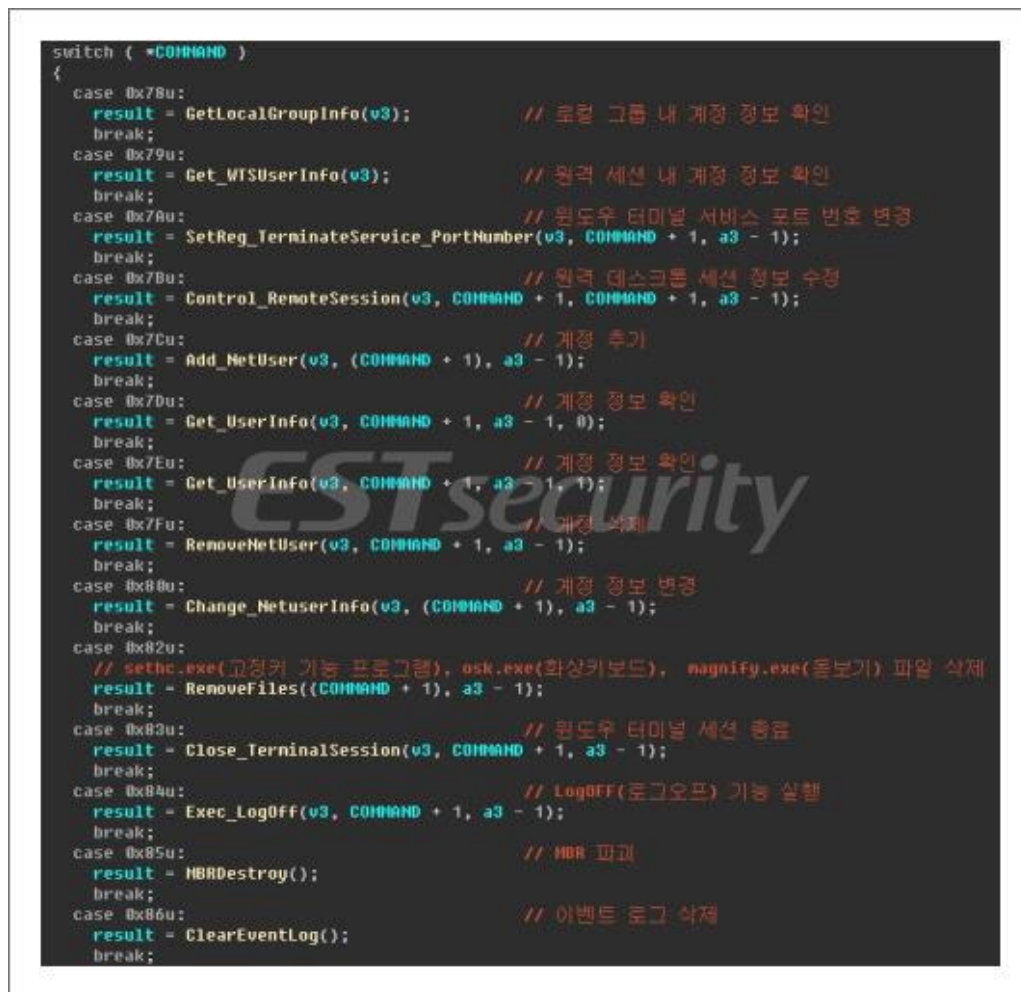 switch ( *COMMAND )
{
case 0x78u:
result = GetLocalGroupInfo(v3); // 로컬 그룹 내 계정 정보 확인
break;
case 0x79u:
result = Get_WTSUserInfo(v3); // 원격 세션 내 계정 정보 확인
break;
case 0x7Au: // 윈도우 터미널 서비스 포트 번호 변경
result = SetReg_TerminateService_PortNumber(v3, COMMAND + 1, a3 - 1);
break;
case 0x7Bu: // 원격 데스크톱 세션 정보 수정
result = Control_RemoteSession(v3, COMMAND + 1, COMMAND + 1, a3 - 1);
break;
case 0x7Cu: // 계정 추가
result = Add_NetUser(v3, (COMMAND + 1), a3 - 1);
break;
case 0x7Du: // 계정 정보 확인
result = Get_UserInfo(v3, COMMAND + 1, a3 - 1, 0);
break;
case 0x7Eu: // 계정 정보 확인
result = Get_UserInfo(v3, COMMAND + 1, a3 - 1, 1);
break;
ESTsecurity
case 0x7Fu: // 계정 삭제
result = RemoveNetUser(v3, COMMAND + 1, a3 - 1);
break;
case 0x80u: // 계정 정보 변경
result = Change_NetuserInfo(v3, (COMMAND + 1), a3 - 1);
break;
case 0x82u:
// sethc.exe(고정키 기능 프로그램), osk.exe(화상키보드), magnify.exe(돋보기) 파일 삭제
result = RemoveFiles((COMMAND + 1), a3 - 1);
break;
case 0x83u: // 윈도우 터미널 세션 종료
result = Close_TerminalSession(v3, COMMAND + 1, a3 - 1);
break;
case 0x84u: // LogOFF(로그오프) 기능 실행
result = Exec_LogOff(v3, COMMAND + 1, a3 - 1);
break;
case 0x85u: // MBR 파괴
result = MBRDestroy();
break;
case 0x86u: // 이벤트 로그 삭제
result = ClearEventLog();
break;